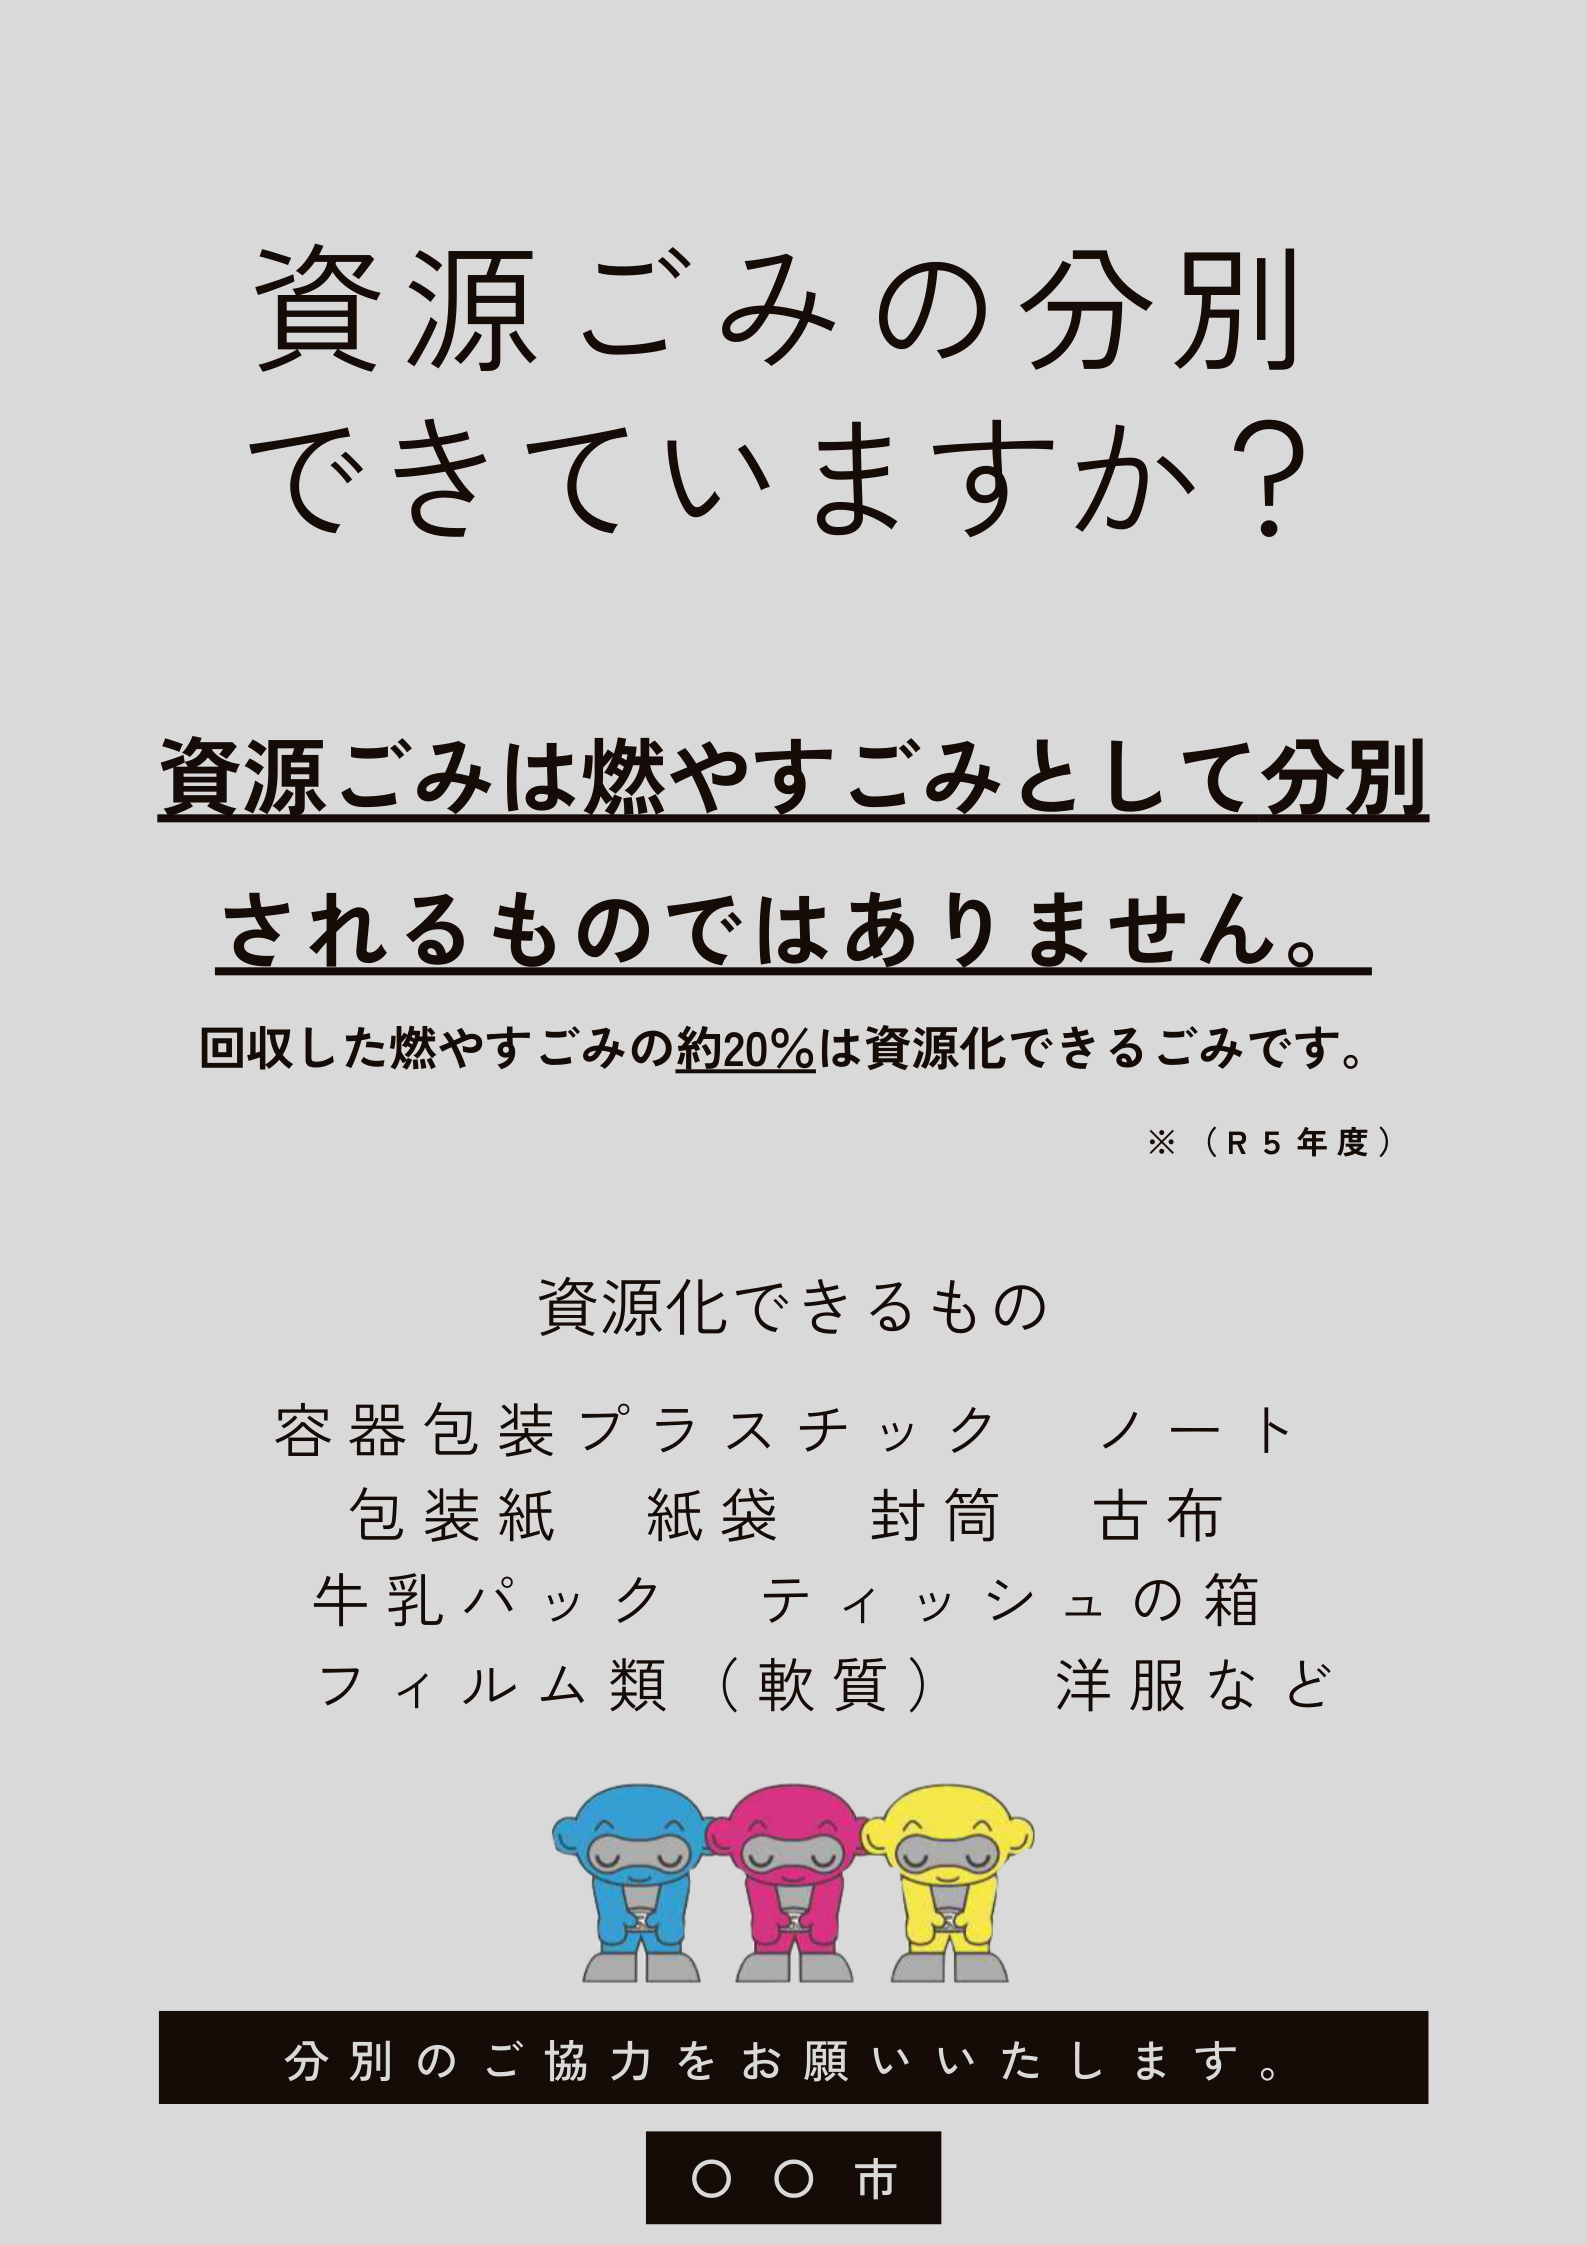 資源ごみの分別
できていますか？
資源ごみは燃やすごみとして分別
されるものではありません。
回収した燃やすごみの約20％は資源化できるごみです。
※（R５年度）
資源化できるもの
容器包装プラスチック　ノート
包装紙　紙袋　封筒　古布
牛乳パック　ティッシュの箱
フィルム類（軟質）　洋服など
分別のご協力をお願いいたします。
〇〇市